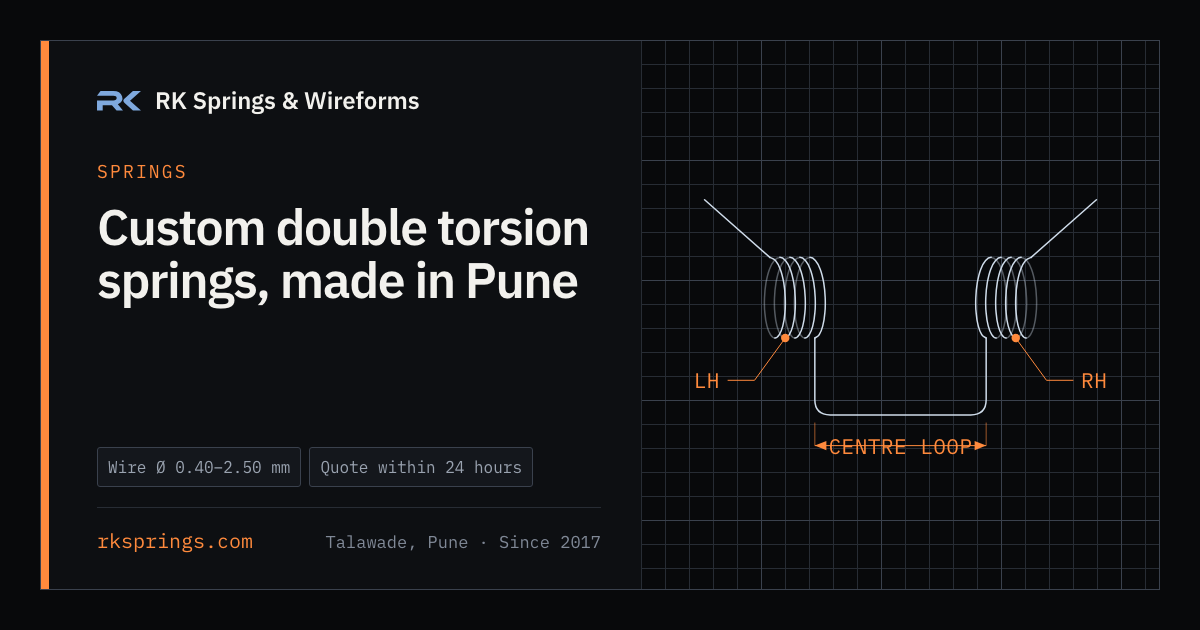 RK RK Springs & Wireforms
SPRINGS
Custom double torsion
springs, made in Pune
Wire Ø 0.40–2.50 mm
Quote within 24 hours
rksprings.com
Talawade, Pune · Since 2017
LH
RH
CENTRE LOOP